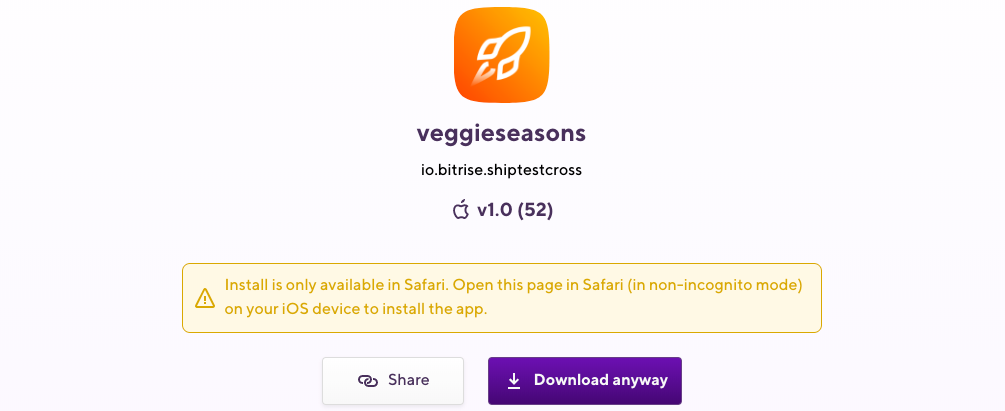 veggieseasons
io.bitrise.shiptestcross
v1.0 (52)
Install is only available in Safari. Open this page in Safari (in non-incognito mode)
on your iOS device to install the app.
Share
Download anyway